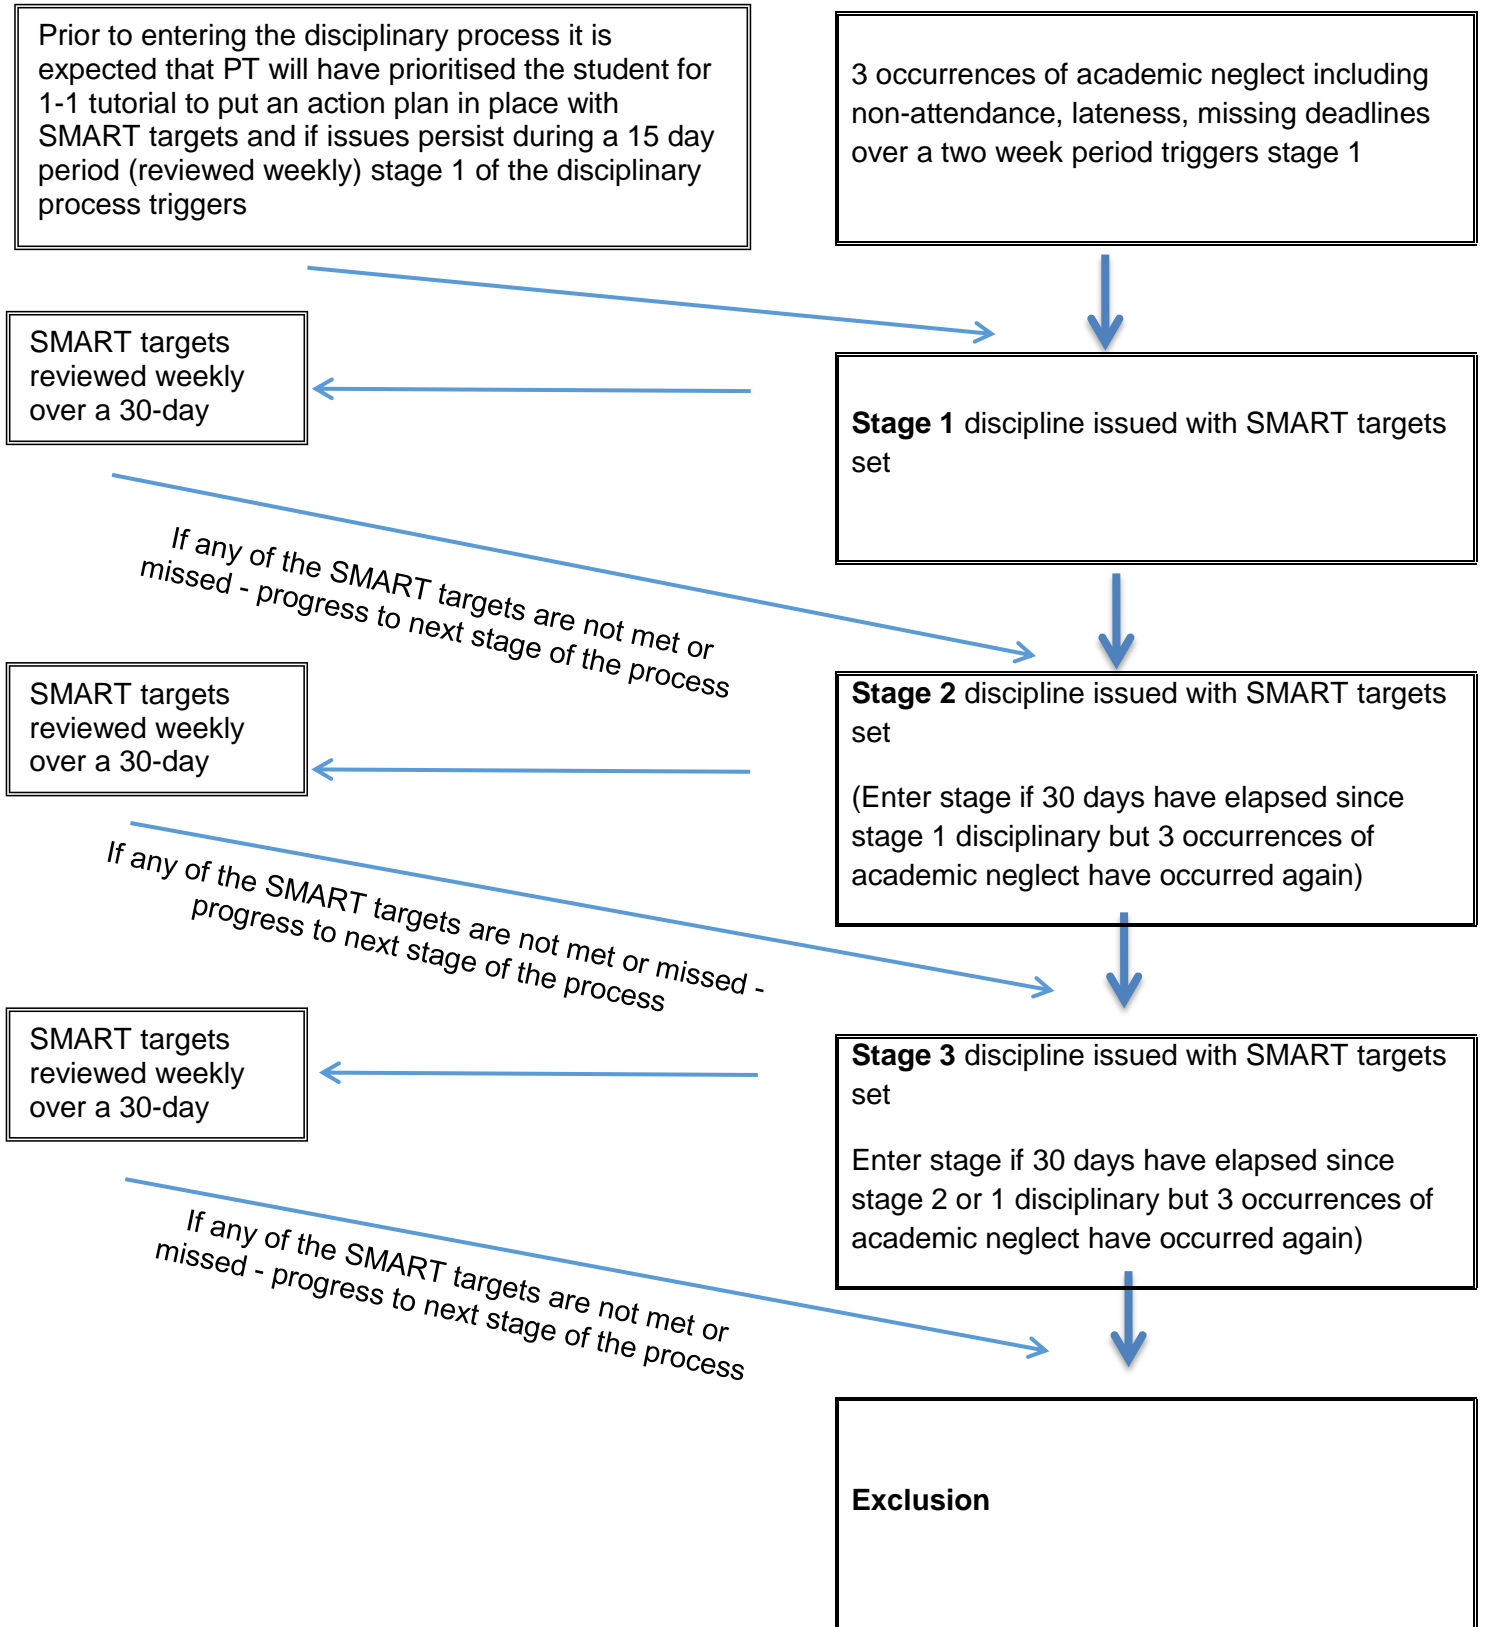 Prior to entering the disciplinary process it is
expected that PT will have prioritised the student for
1-1 tutorial to put an action plan in place with
SMART targets and if issues persist during a 15 day
period (reviewed weekly) stage 1 of the disciplinary
process triggers
3 occurrences of academic neglect including
non-attendance, lateness, missing deadlines
over a two week period triggers stage 1
SMART targets
reviewed weekly
over a 30-day
Stage 1 discipline issued with SMART targets
set
If any of the SMART targets are not met or
missed - progress to next stage of the process
SMART targets
reviewed weekly
over a 30-day
Stage 2 discipline issued with SMART targets
set
(Enter stage if 30 days have elapsed since
stage 1 disciplinary but 3 occurrences of
academic neglect have occurred again)
If any of the SMART targets are not met or missed -
progress to next stage of the process
SMART targets
reviewed weekly
over a 30-day
Stage 3 discipline issued with SMART targets
set
Enter stage if 30 days have elapsed since
stage 2 or 1 disciplinary but 3 occurrences of
academic neglect have occurred again)
If any of the SMART targets are not met or
missed - progress to next stage of the process
Exclusion